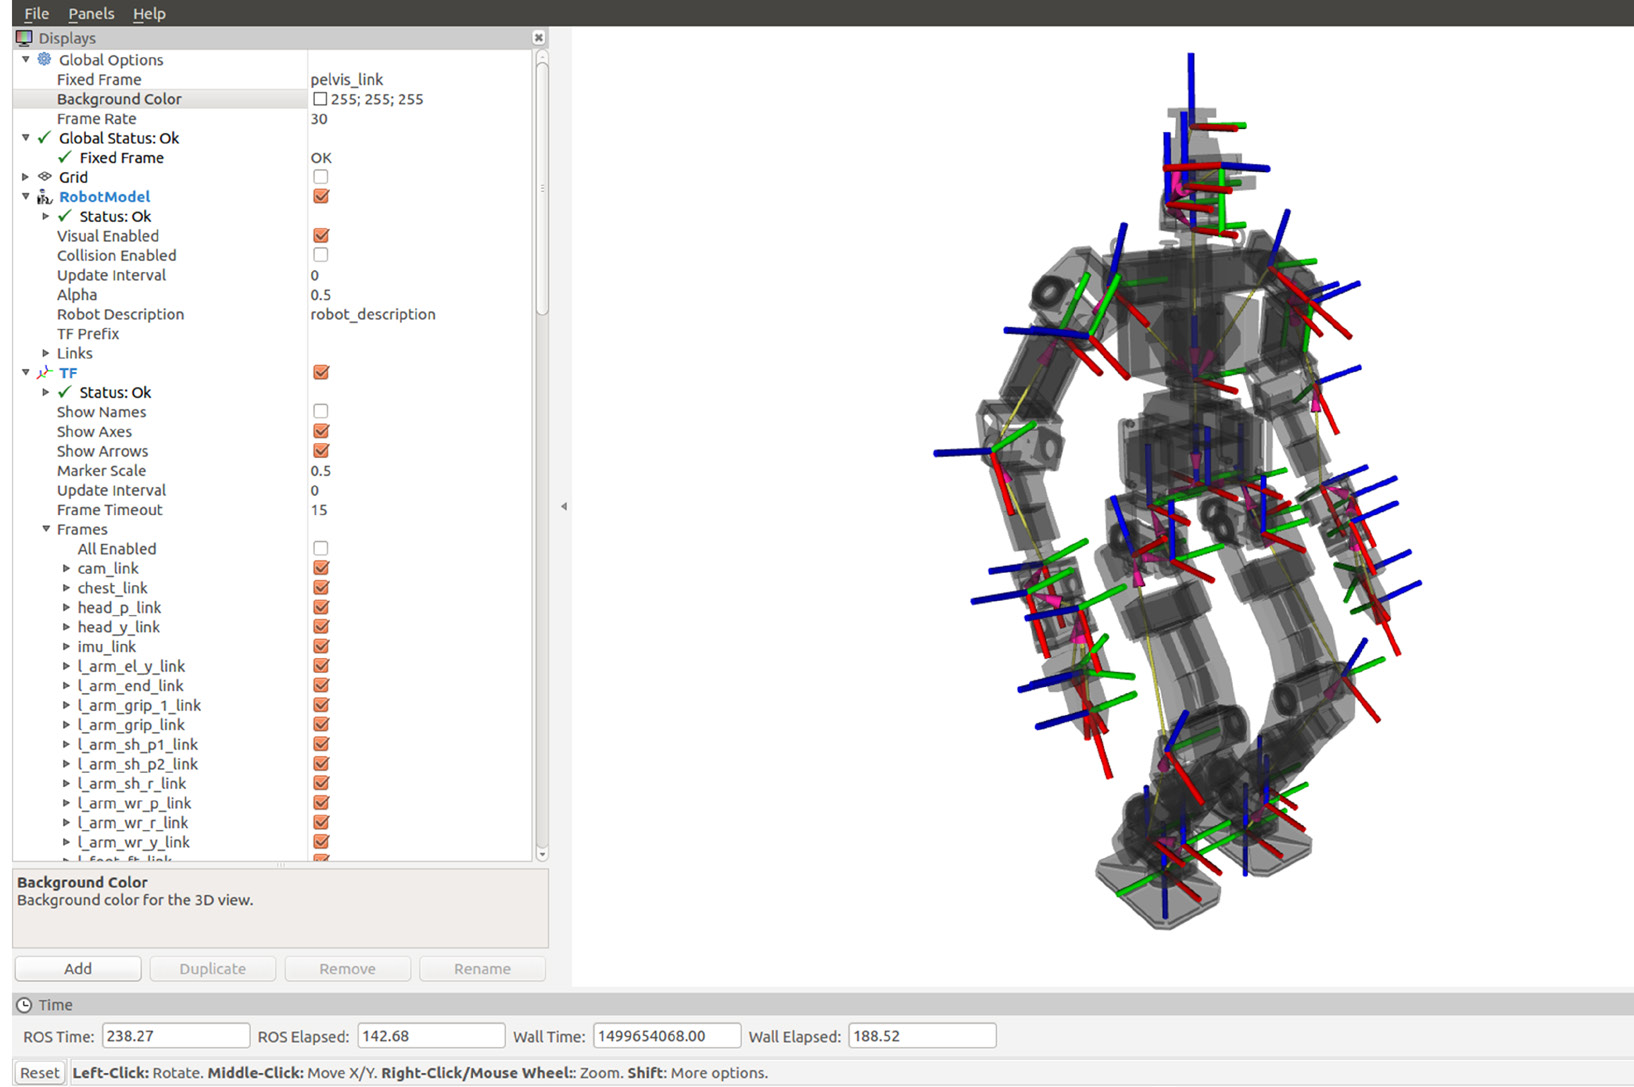 File Panels Help
Displays
Global Options
Fixed Frame pelvis_link
Background Color 255; 255; 255
Frame Rate 30
Global Status: Ok
Fixed Frame OK
Grid
RobotModel
Status: Ok
Visual Enabled
Collision Enabled
Update Interval 0
Alpha 0.5
Robot Description robot_description
TF Prefix
Links
TF
Status: Ok
Show Names
Show Axes
Show Arrows
Marker Scale 0.5
Update Interval 0
Frame Timeout 15
Frames
All Enabled
cam_link
chest_link
head_p_link
head_y_link
imu_link
l_arm_el_y_link
l_arm_end_link
l_arm_grip_1_link
l_arm_grip_link
l_arm_sh_p1_link
l_arm_sh_p2_link
l_arm_sh_r_link
l_arm_wr_p_link
l_arm_wr_r_link
l_arm_wr_y_link
l_foot_ft_link
Background Color
Background color for the 3D view.
Add Duplicate Remove Rename
Time
ROS Time: 238.27 ROS Elapsed: 142.68 Wall Time: 1499654068.00 Wall Elapsed: 188.52
Reset Left-Click: Rotate. Middle-Click: Move X/Y. Right-Click/Mouse Wheel:: Zoom. Shift: More options.